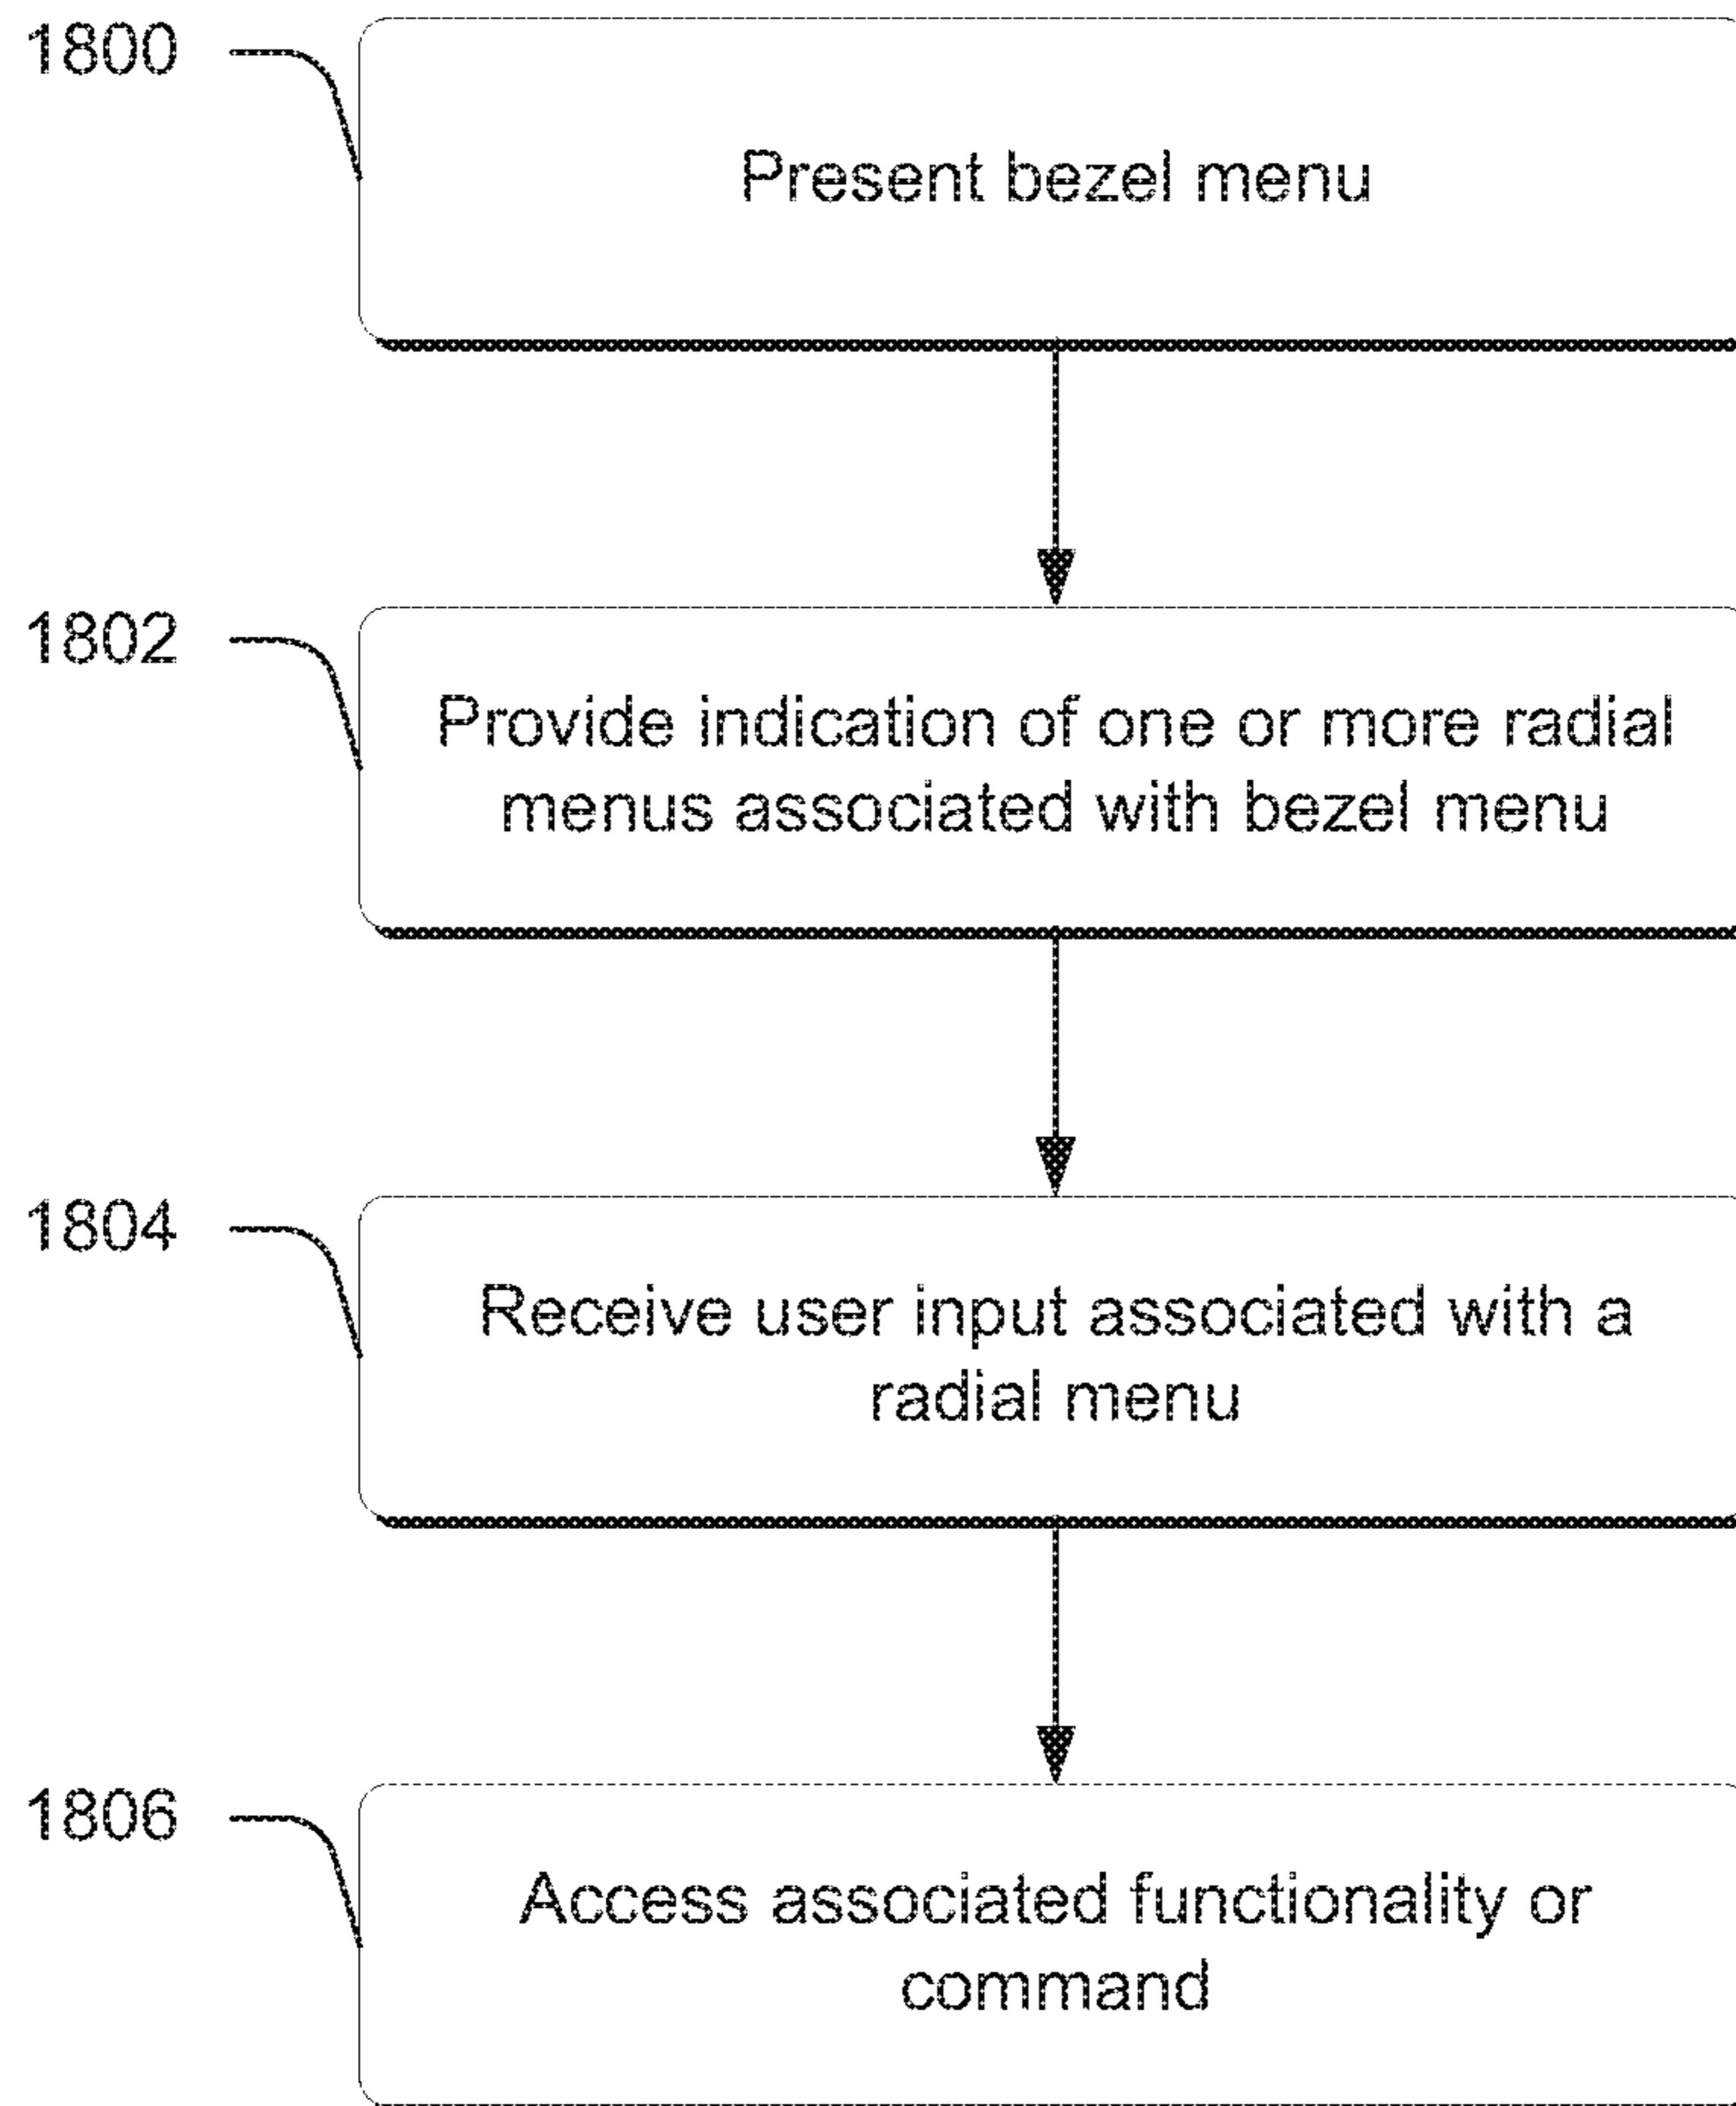 1800
Present bezel menu
1802
Provide indication of one or more radial
menus associated with bezel menu
1804
Receive user input associated with a
radial menu
1806
Access associated functionality or
command